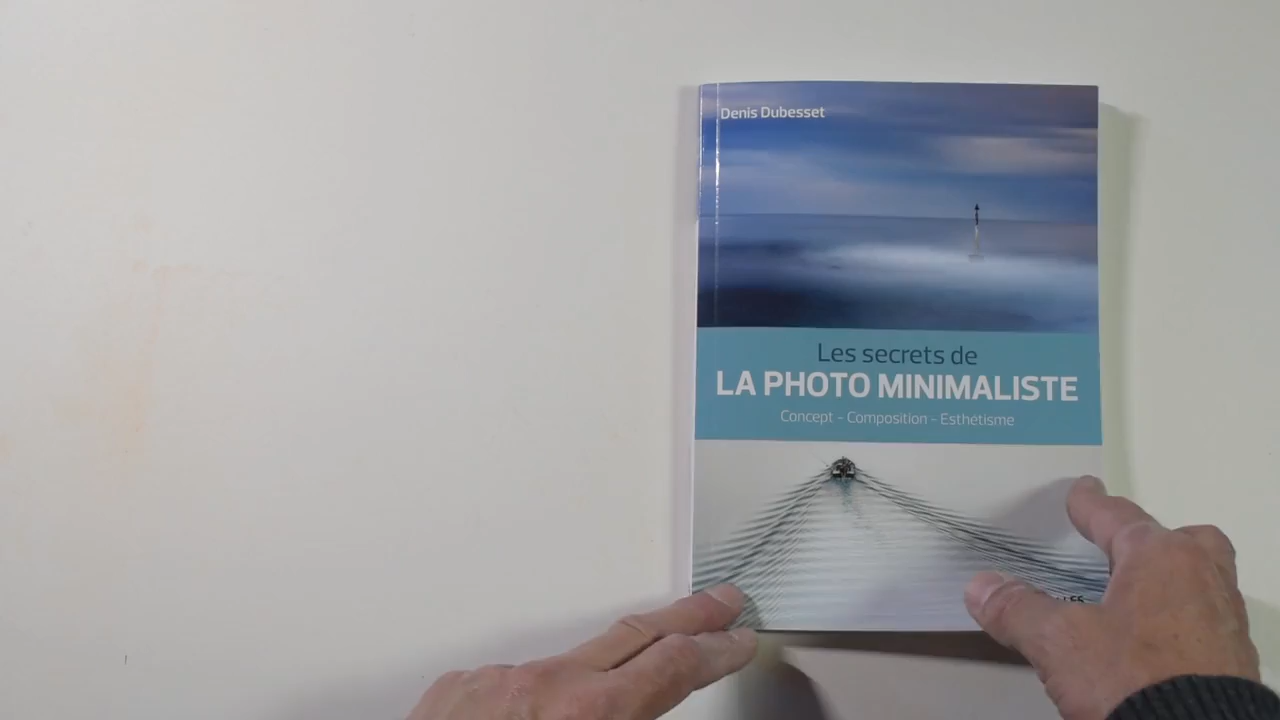 Denis Dubesset
Les secrets de
LA PHOTO MINIMALISTE
Concept - Composition - Esthétisme